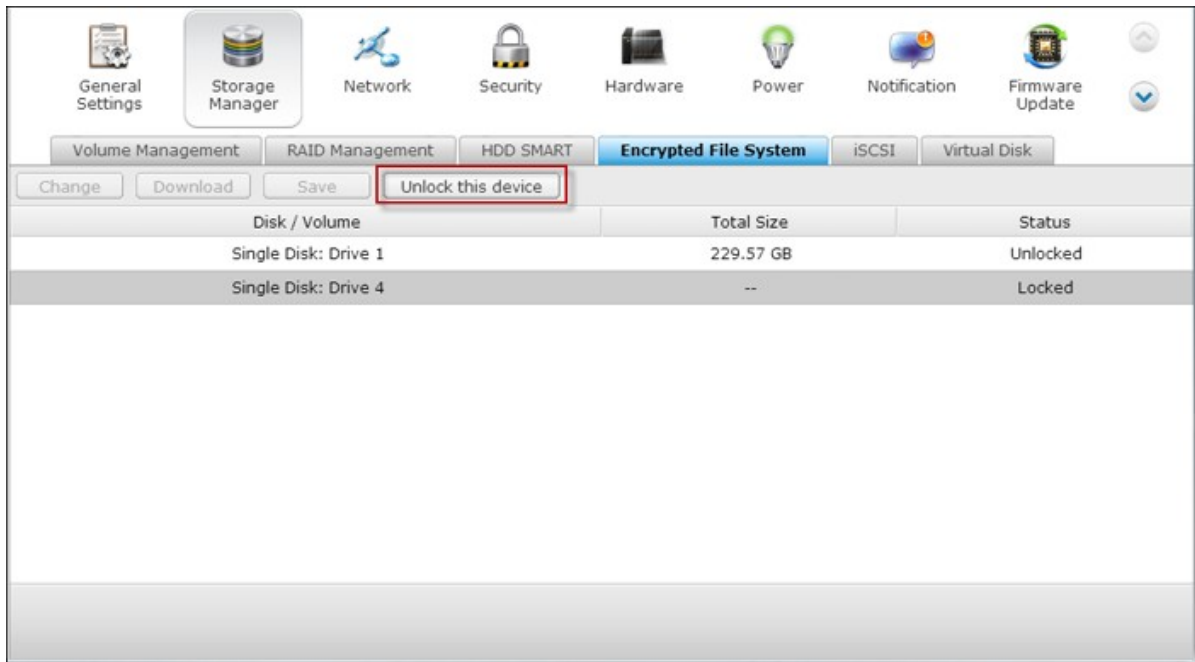 General Settings
Storage Manager
Network
Security
Hardware
Power
Notification
Firmware Update
Volume Management
RAID Management
HDD SMART
Encrypted File System
iSCSI
Virtual Disk
Change
Download
Save
Unlock this device
Disk / Volume
Total Size
Status
Single Disk: Drive 1
229.57 GB
Unlocked
Single Disk: Drive 4
--
Locked